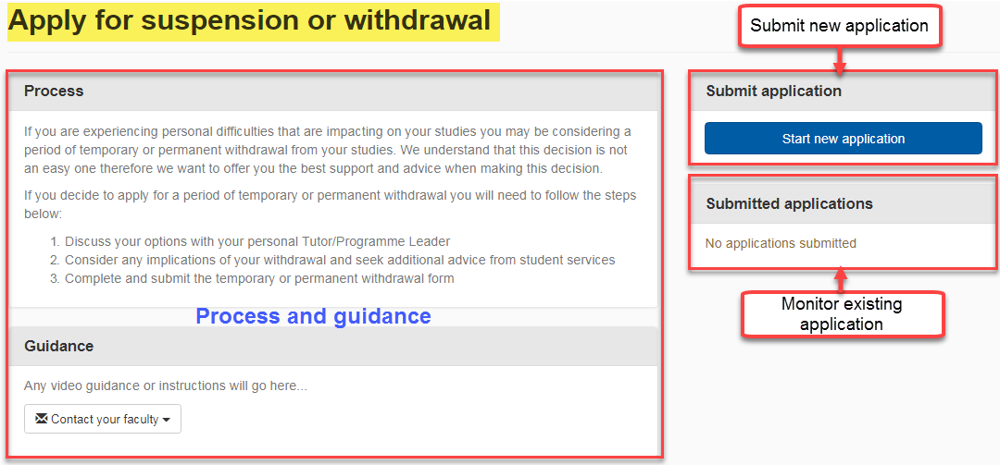 Apply for suspension or withdrawal
Submit new application
Process
If you are experiencing personal difficulties that are impacting on your studies you may be considering a
period of temporary or permanent withdrawal from your studies. We understand that this decision is not
an easy one therefore we want to offer you the best support and advice when making this decision.
If you decide to apply for a period of temporary or permanent withdrawal you will need to follow the steps
below:
1. Discuss your options with your personal Tutor/Programme Leader
2. Consider any implications of your withdrawal and seek additional advice from student services
3. Complete and submit the temporary or permanent withdrawal form
Process and guidance
Guidance
Any video guidance or instructions will go here...
Contact your faculty
Submit application
Start new application
Submitted applications
No applications submitted
Monitor existing
application